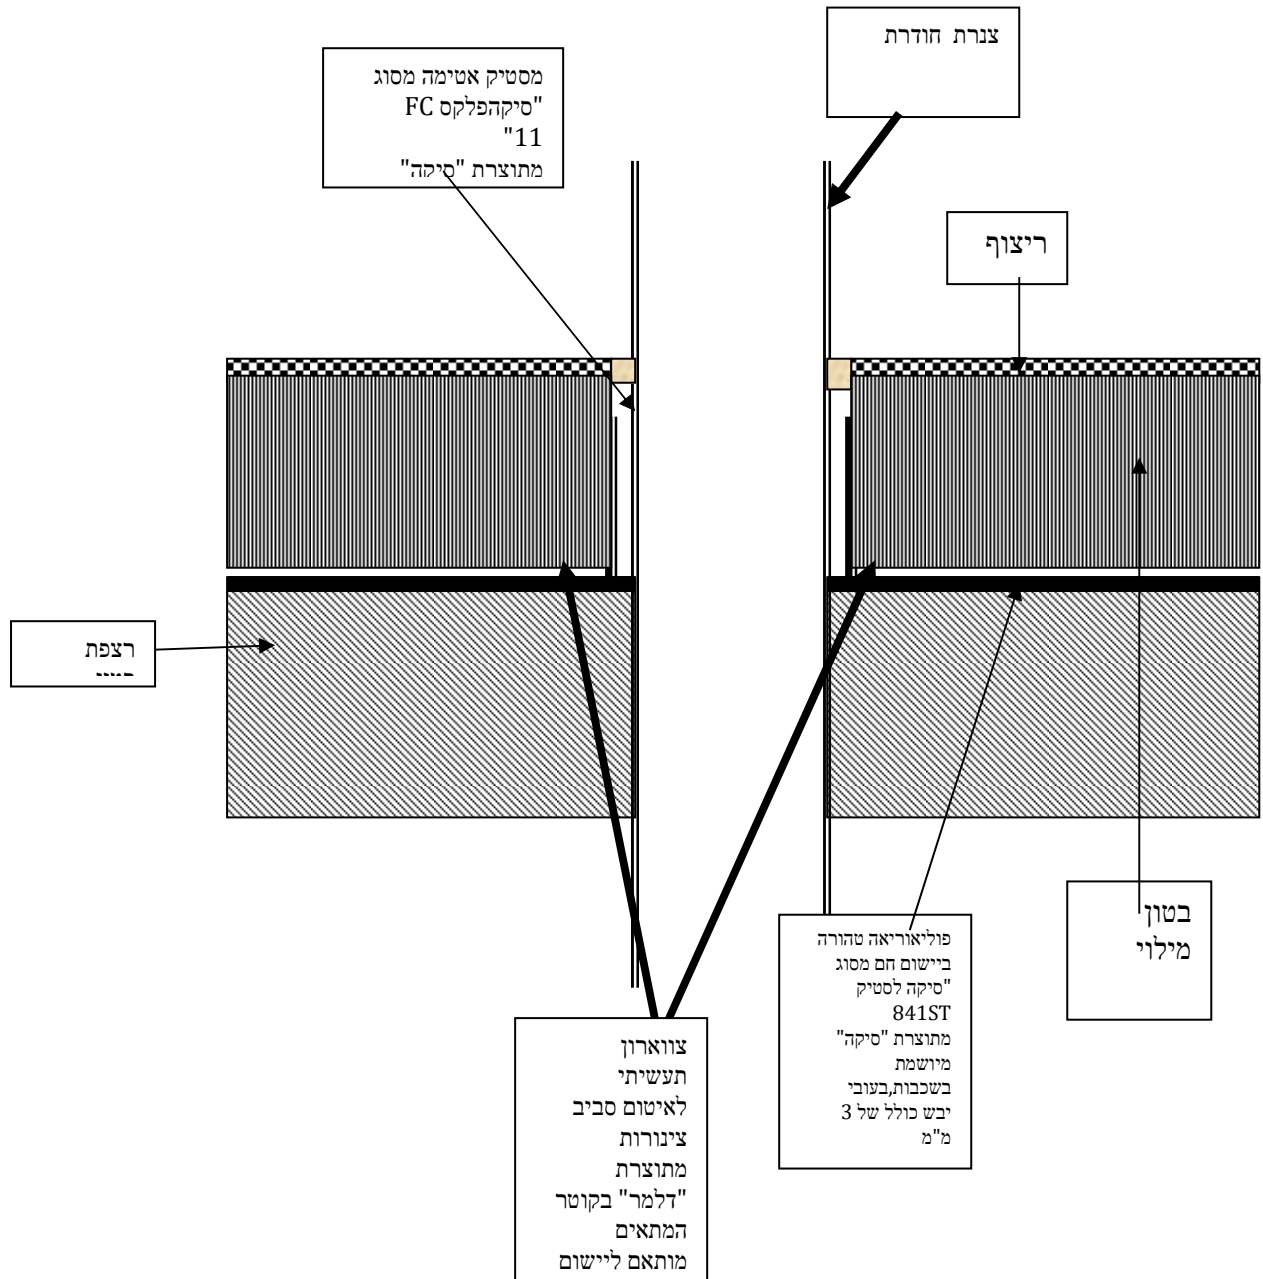 צנרת חודרת
מסטיק אטימה מסוג
"סיקהפלקס FC
11"
מתוצרת "סיקה"
ריצוף
רצפת
בטון
מילוי
פוליאוריאה טהורה
ביישום חם מסוג
"סיקה לסטיק
841ST
מתוצרת "סיקה"
מיושמת
בשכבות,בעובי
יבש כולל של 3
מ"מ
צווארון
תעשיתי
לאיטום סביב
צינורות
מתוצרת
"דלמר" בקוטר
המתאים
מותאם ליישום